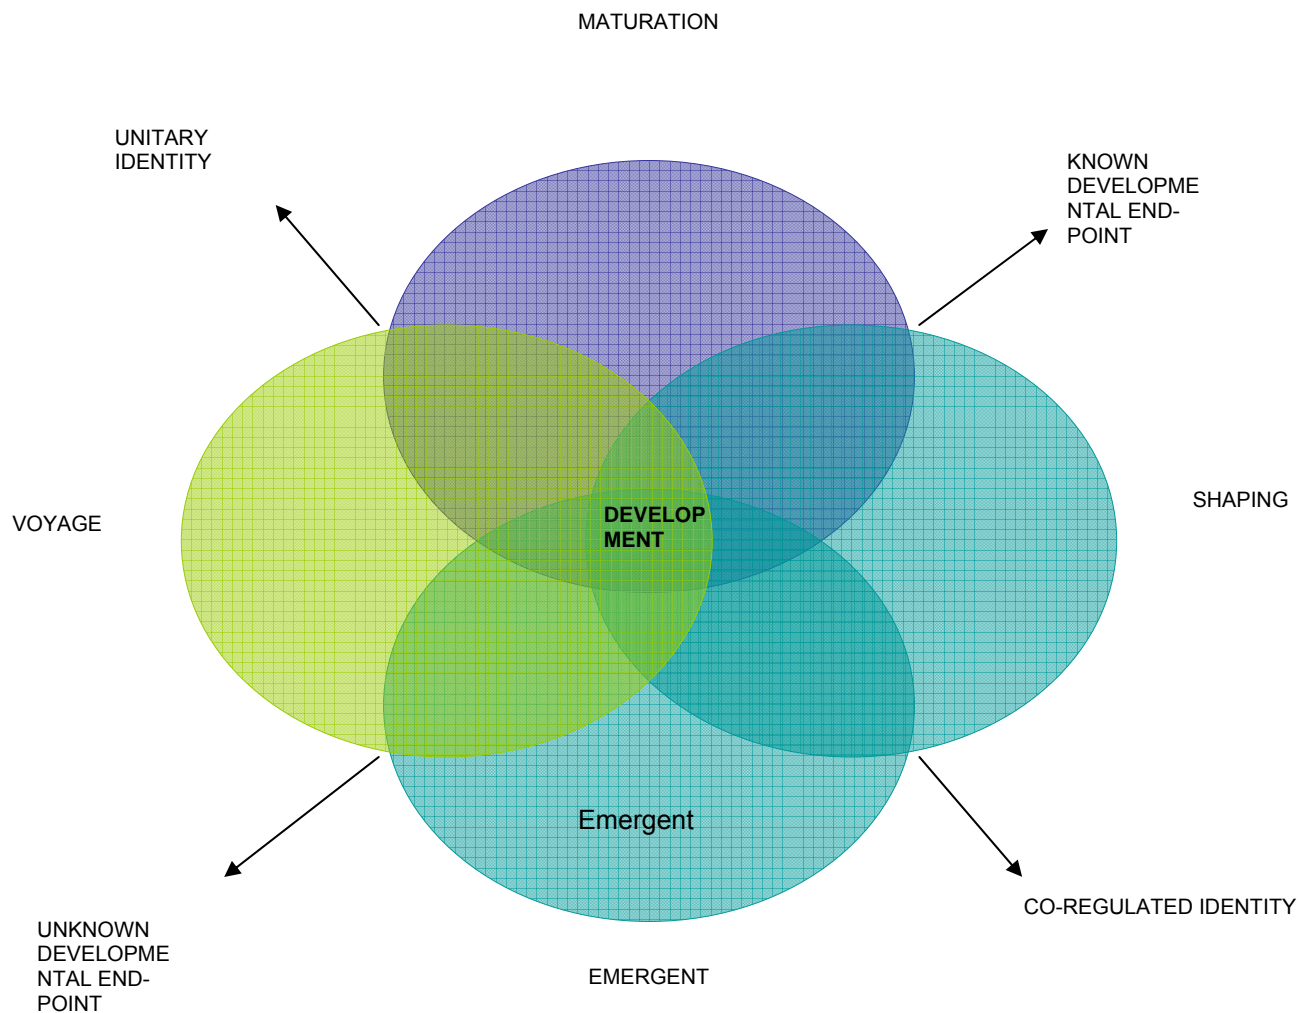 MATURATION
UNITARY
IDENTITY
KNOWN
DEVELOPME
NTAL END-
POINT
VOYAGE
DEVELOP
MENT
SHAPING
Emergent
CO-REGULATED IDENTITY
UNKNOWN
DEVELOPME
NTAL END-
POINT
EMERGENT